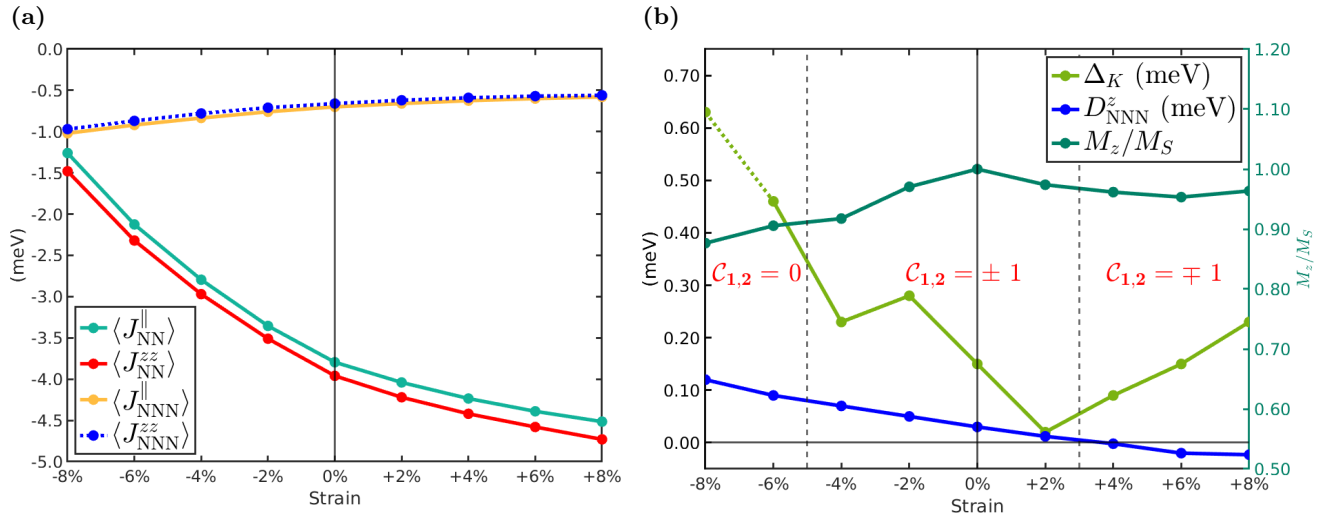 (a)
0.0
-0.5
-1.0
-1.5
-2.0
-2.5
-3.0
-3.5
-4.0
-4.5
-5.0
(meV)
⟨J^∥_NN⟩
⟨J^zz_NN⟩
⟨J^∥_NNN⟩
⟨J^zz_NNN⟩
-8% -6% -4% -2% 0% +2% +4% +6% +8%
Strain
(b)
0.70
0.60
0.50
0.40
0.30
0.20
0.10
0.00
(meV)
Δ_K (meV)
D^z_NNN (meV)
M_z/M_S
C_1,2 = 0
C_1,2 = ± 1
C_1,2 = ∓ 1
1.20
1.10
1.00
0.90
0.80
0.70
0.60
0.50
M_z/M_S
-8% -6% -4% -2% 0% +2% +4% +6% +8%
Strain